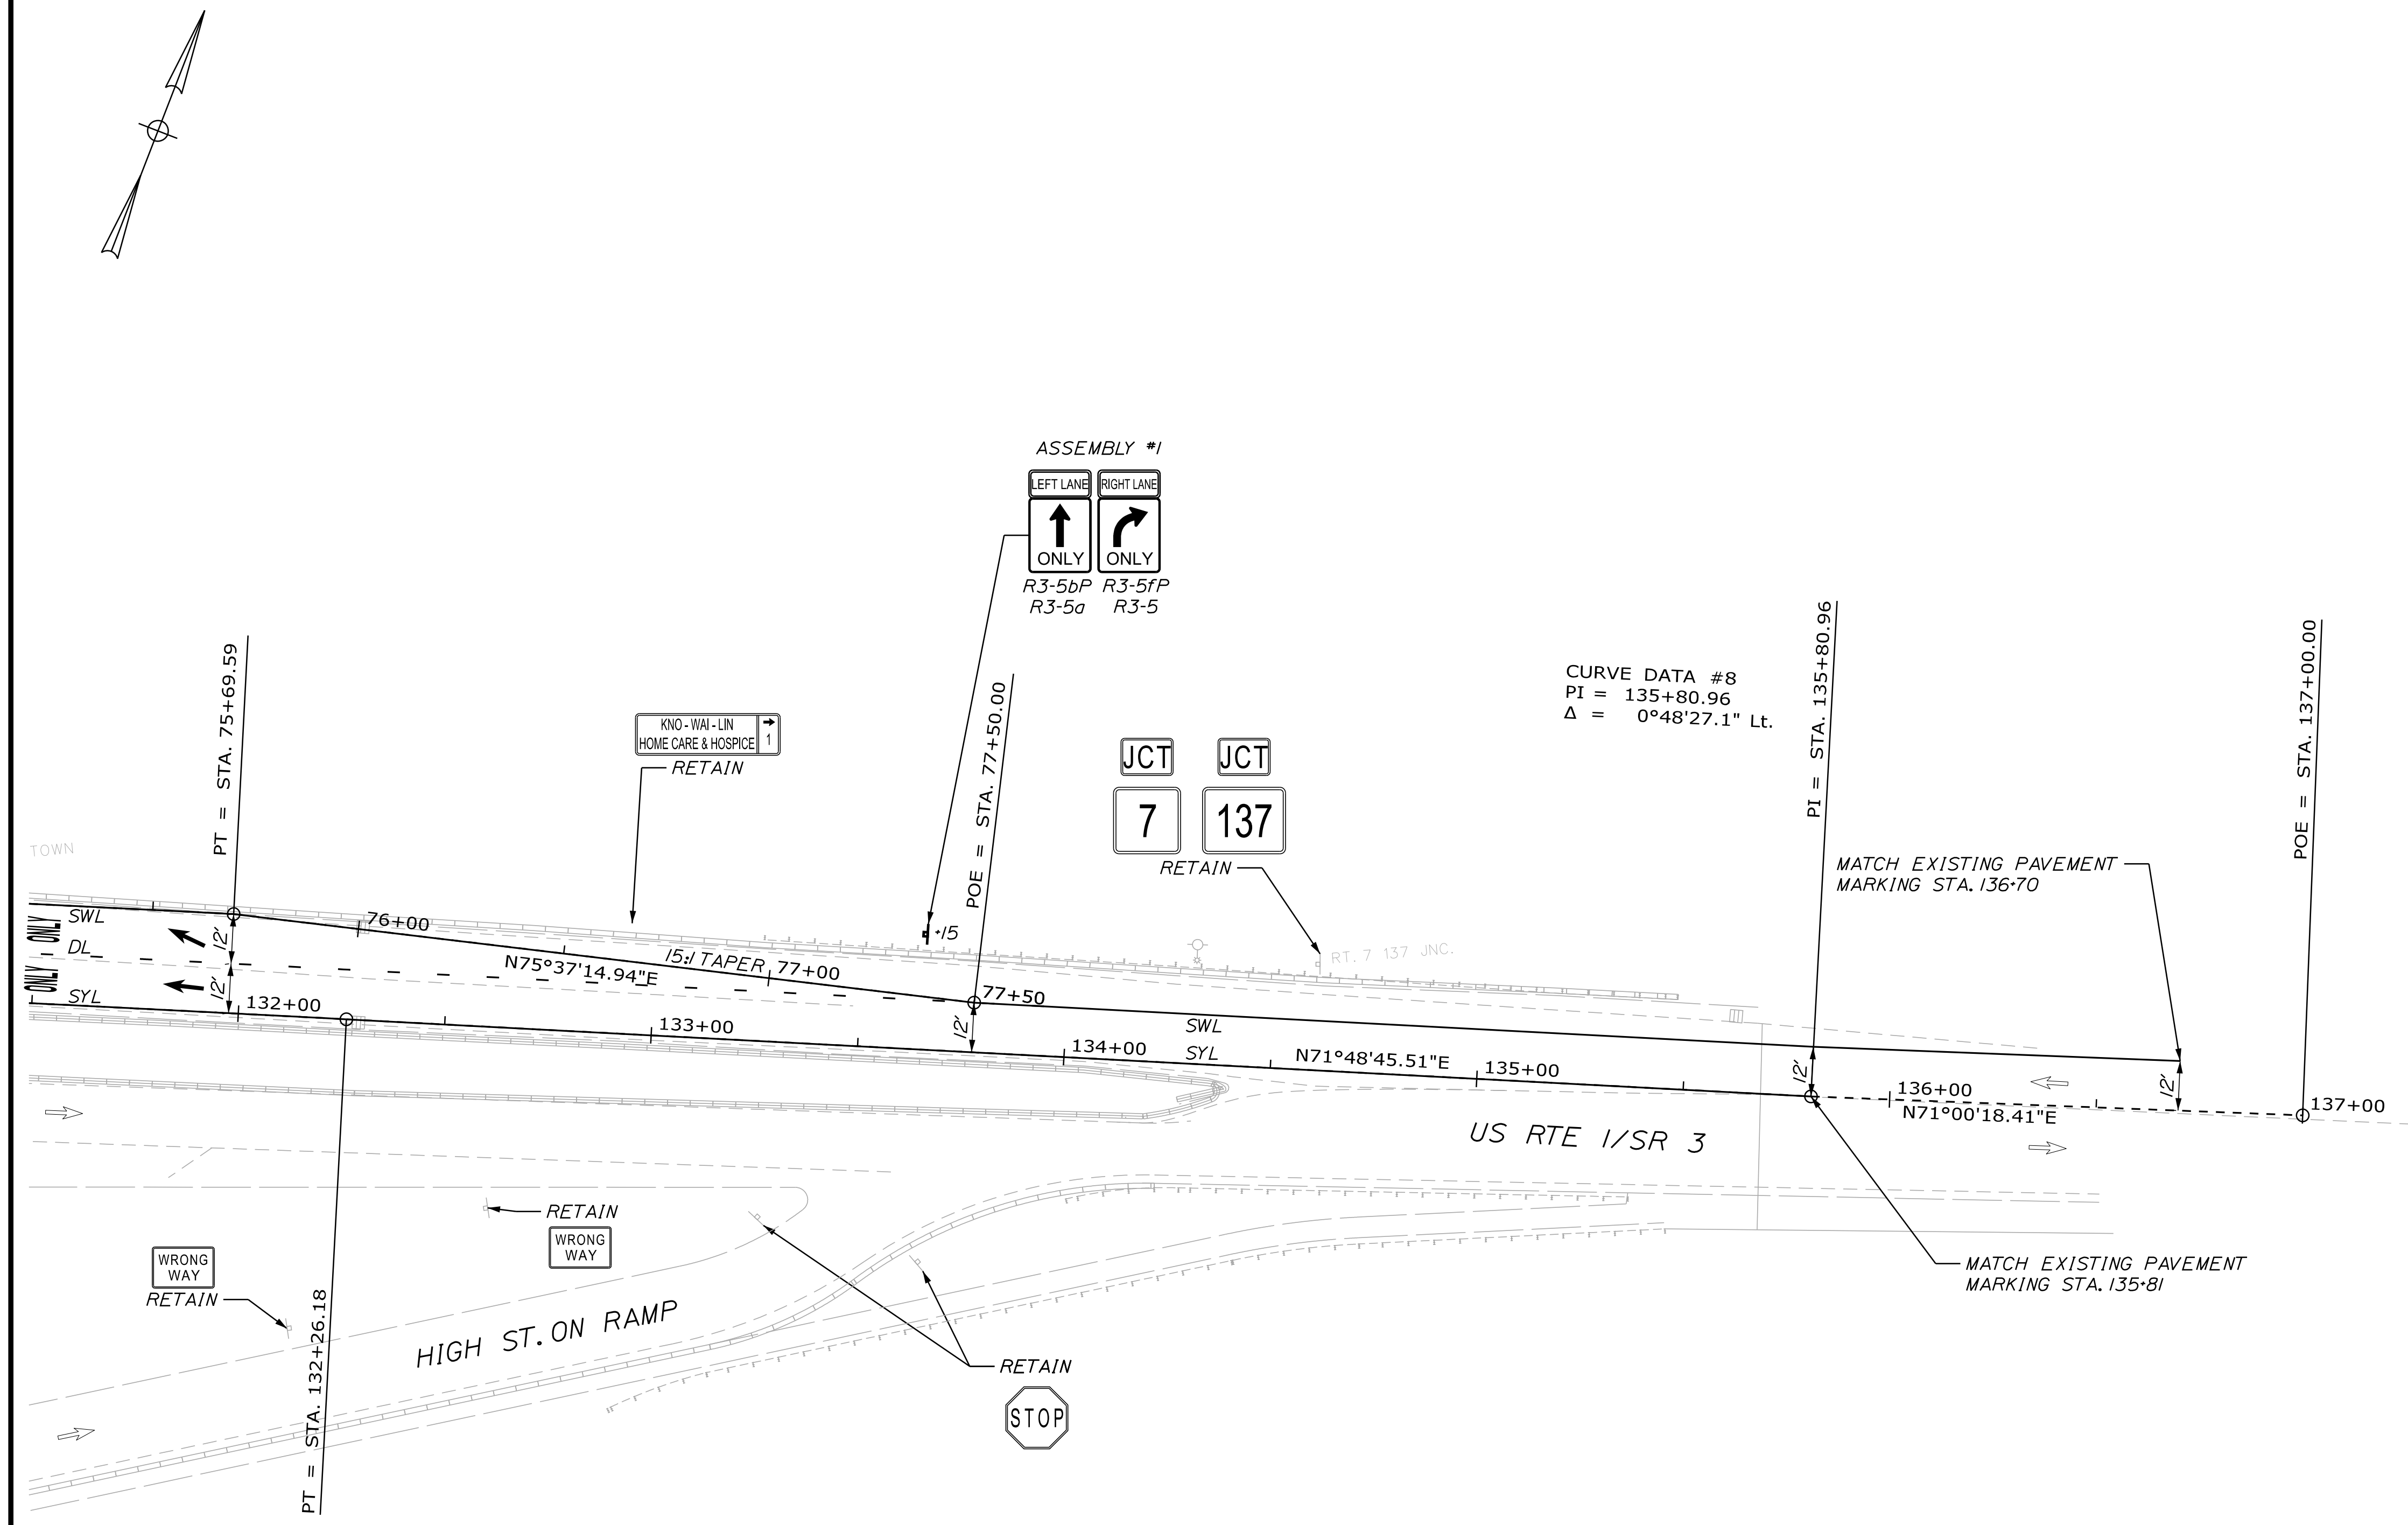 ASSEMBLY #1
LEFT LANE
RIGHT LANE
ONLY
ONLY
R3-5bP
R3-5fP
R3-5a
R3-5
PT = STA. 75+69.59
KNO - WAI - LIN
HOME CARE & HOSPICE
1
RETAIN
POE = STA. 77+50.00
JCT
JCT
7
137
RETAIN
CURVE DATA #8
PI = 135+80.96
Δ = 0°48'27.1" Lt.
PI = STA. 135+80.96
POE = STA. 137+00.00
MATCH EXISTING PAVEMENT
MARKING STA. 136+70
TOWN
SWL
DL
SYL
12'
12'
76+00
N75°37'14.94"E
15:1 TAPER
77+00
+15
77+50
RT. 7 137 JNC.
132+00
133+00
12'
134+00
SWL
SYL
N71°48'45.51"E
135+00
12'
136+00
N71°00'18.41"E
12'
137+00
US RTE 1/SR 3
RETAIN
WRONG
WAY
WRONG
WAY
RETAIN
PT = STA. 132+26.18
HIGH ST. ON RAMP
RETAIN
STOP
MATCH EXISTING PAVEMENT
MARKING STA. 135+81